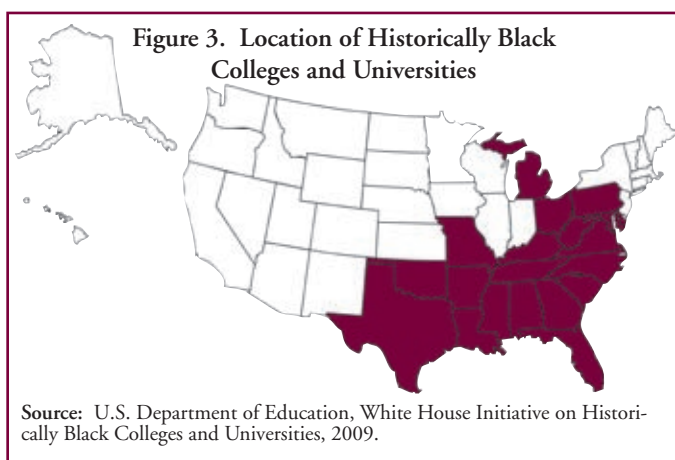 Figure 3.  Location of Historically Black
Colleges and Universities
Source:  U.S. Department of Education, White House Initiative on Histori-
cally Black Colleges and Universities, 2009.